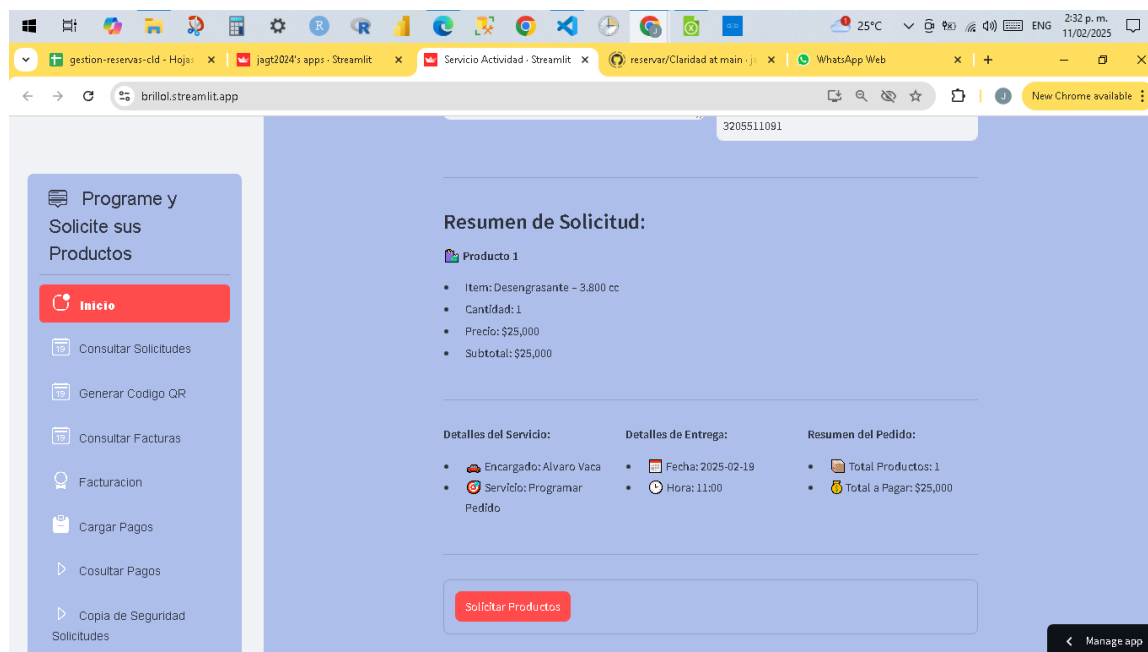 25°C
ENG
2:32 p. m.
11/02/2025
gestion-reservas-cld - Hojas
jagt2024's apps · Streamlit
Servicio Actividad · Streamlit
reservar/Claridad at main · j
WhatsApp Web
brillol.streamlit.app
J
New Chrome available
3205511091
Programe y
Solicite sus
Productos
Inicio
19 Consultar Solicitudes
19 Generar Codigo QR
19 Consultar Facturas
Facturacion
Cargar Pagos
Cosultar Pagos
Copia de Seguridad
Solicitudes
Resumen de Solicitud:
Producto 1
• Item: Desengrasante – 3.800 cc
• Cantidad: 1
• Precio: $25,000
• Subtotal: $25,000
Detalles del Servicio:
• Encargado: Alvaro Vaca
• Servicio: Programar
Pedido
Detalles de Entrega:
• Fecha: 2025-02-19
• Hora: 11:00
Resumen del Pedido:
• Total Productos: 1
• Total a Pagar: $25,000
Solicitar Productos
Manage app